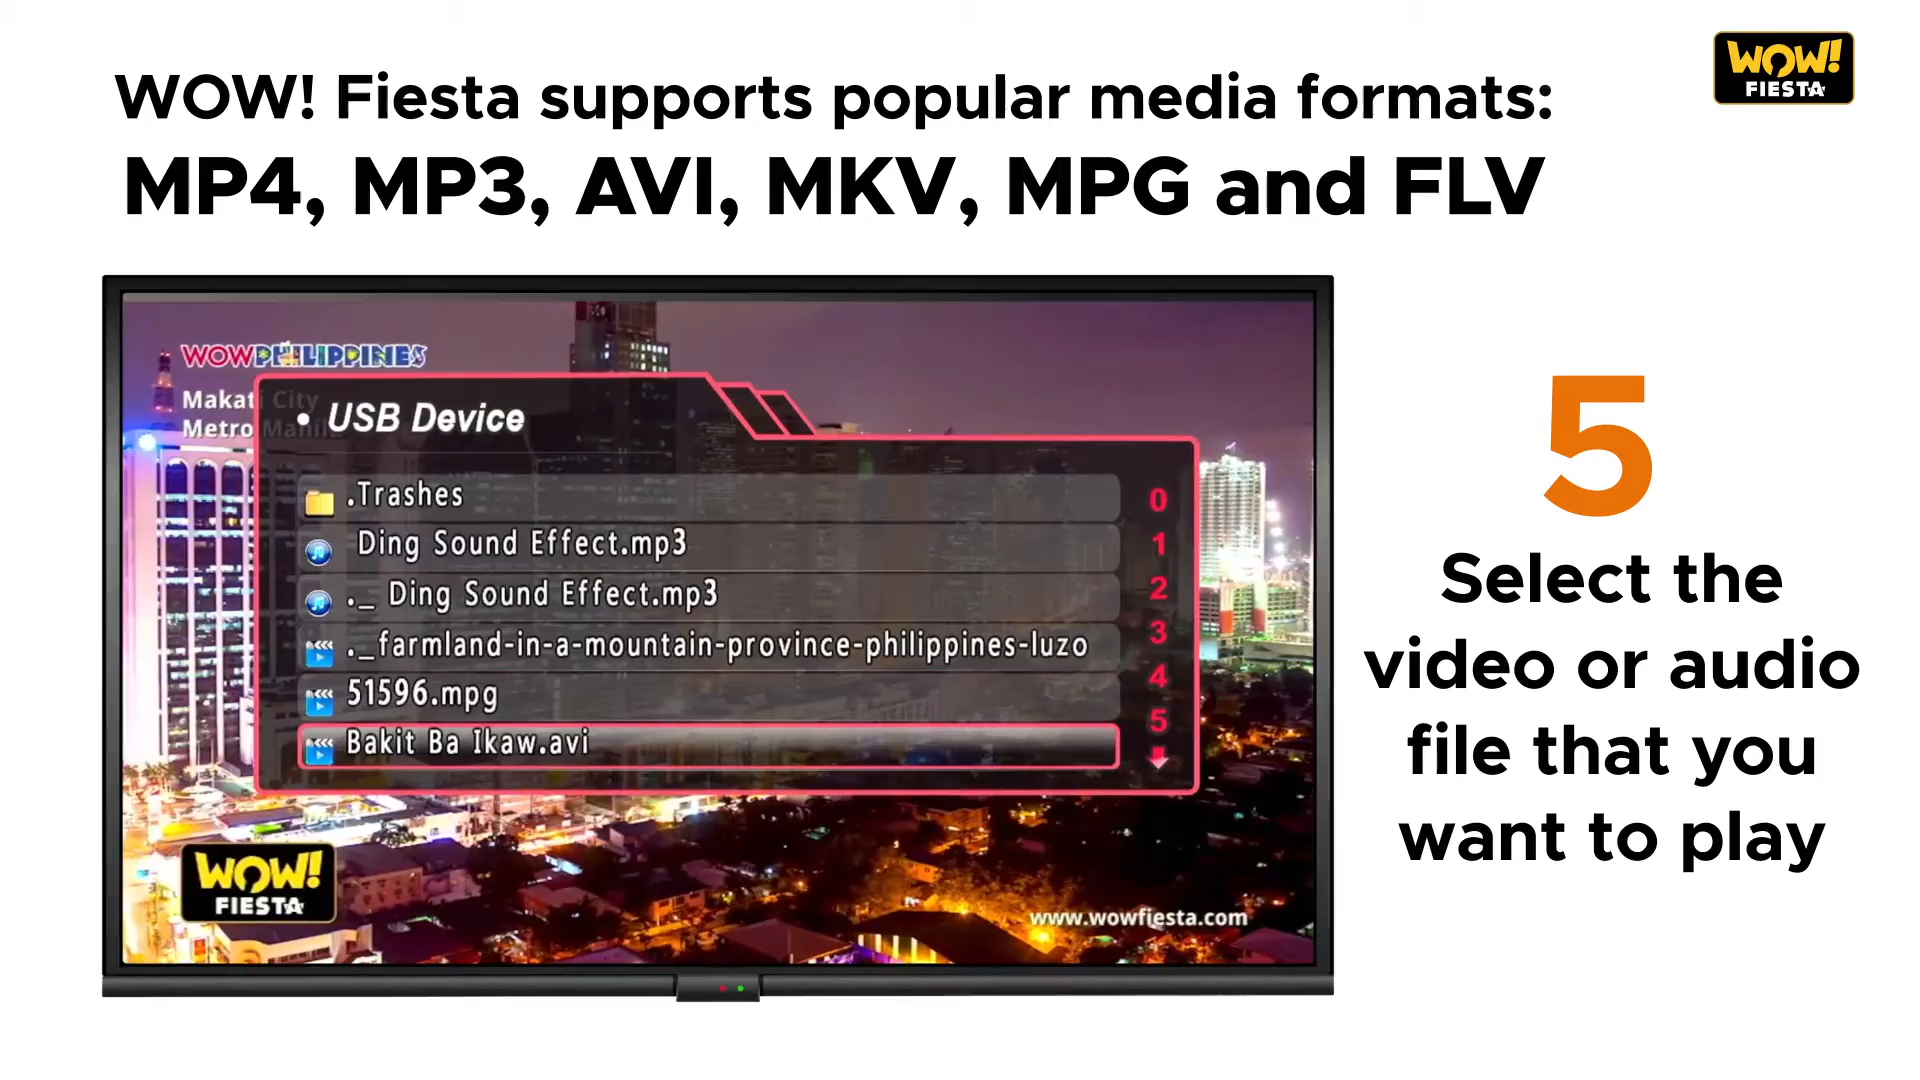 WOW! Fiesta supports popular media formats:
MP4, MP3, AVI, MKV, MPG and FLV
WOW!
FIESTA
WOWPHILIPPINES
Makati City
Metro Manila
• USB Device
.Trashes
0
Ding Sound Effect.mp3
1
._ Ding Sound Effect.mp3
2
._farmland-in-a-mountain-province-philippines-luzo
3
51596.mpg
4
Bakit Ba Ikaw.avi
5
WOW!
FIESTA
www.wowfiesta.com
5
Select the
video or audio
file that you
want to play